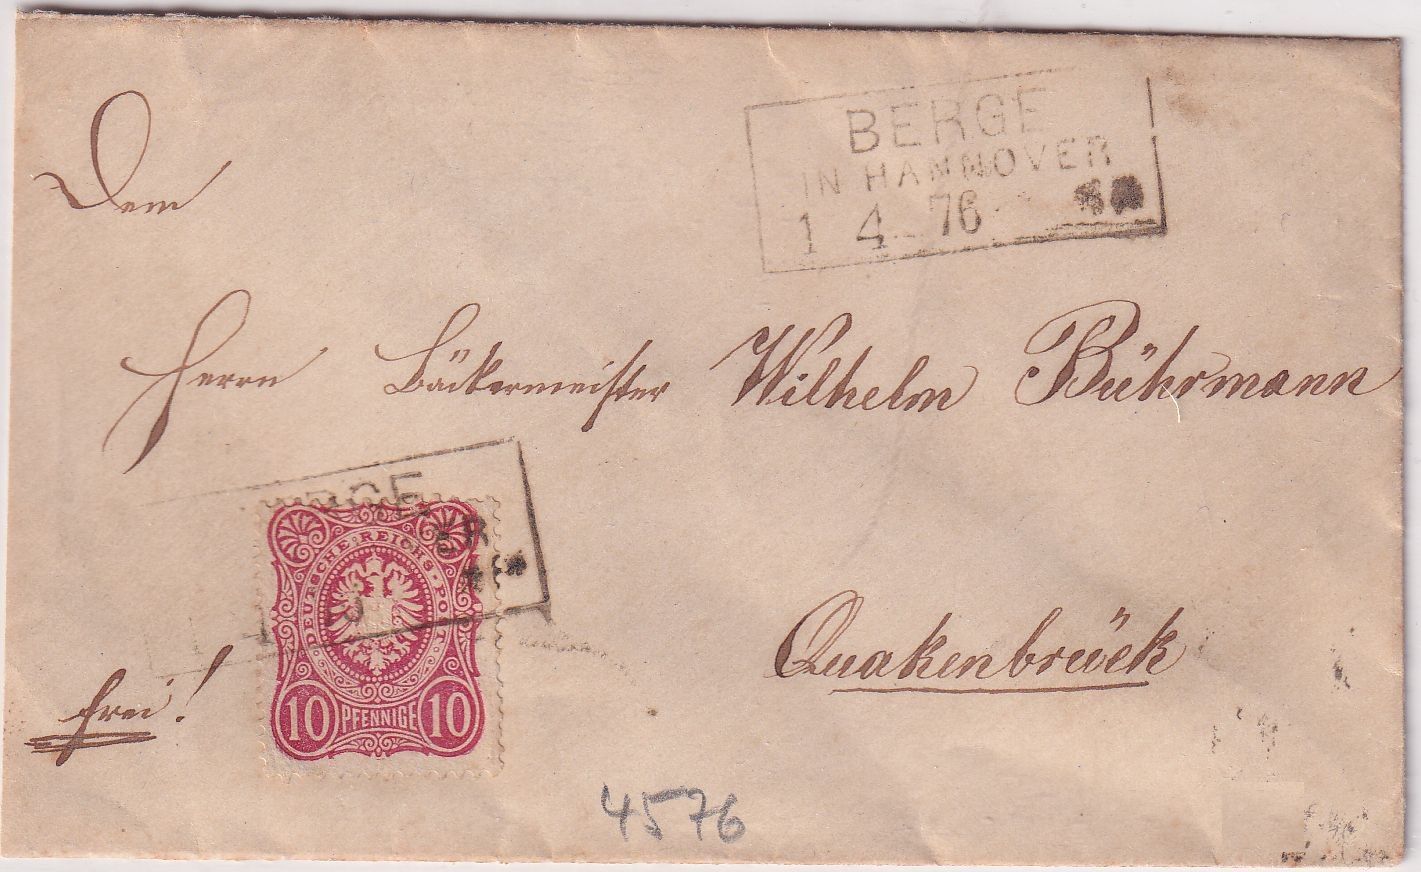 BERGE
IN HANNOVER
1 4 76
Dem
Herrn Bäckermeister Wilhelm Bührmann
DEUTSCHE REICHS-POST
10 PFENNIGE 10
Quakenbrück
frei!
4576